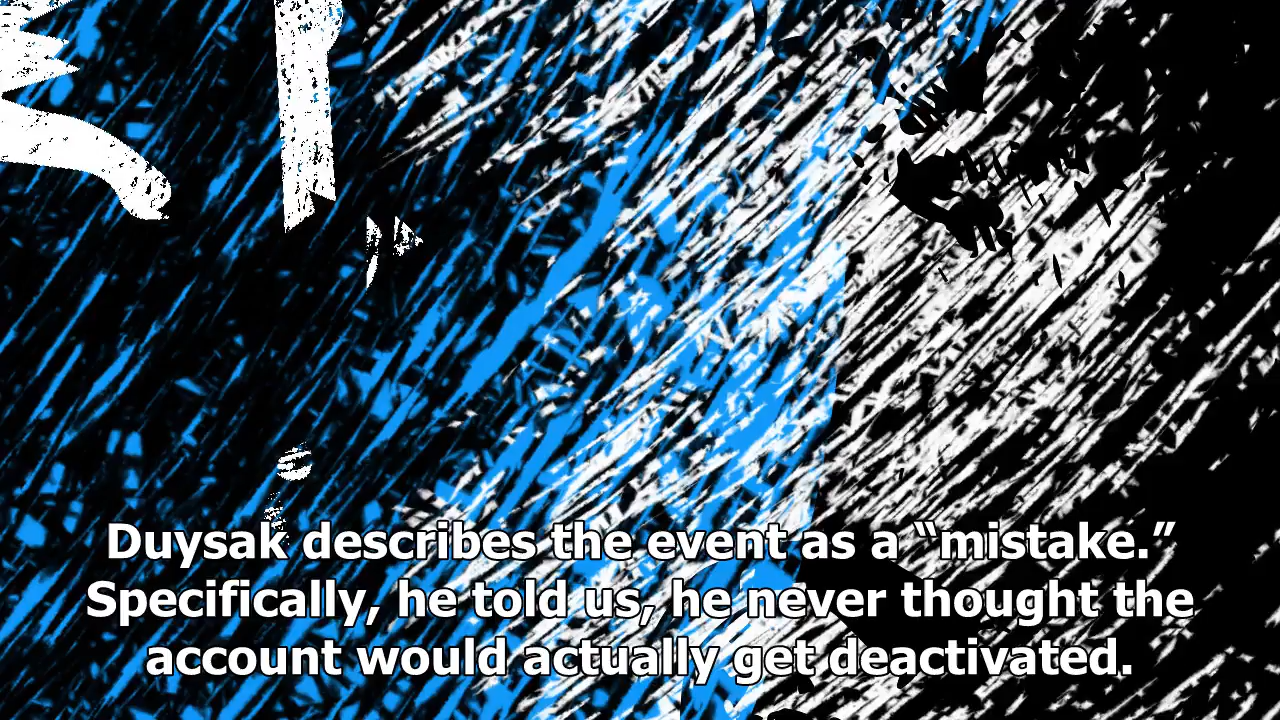 Duysak describes the event as a “mistake.”
Specifically, he told us, he never thought the
account would actually get deactivated.